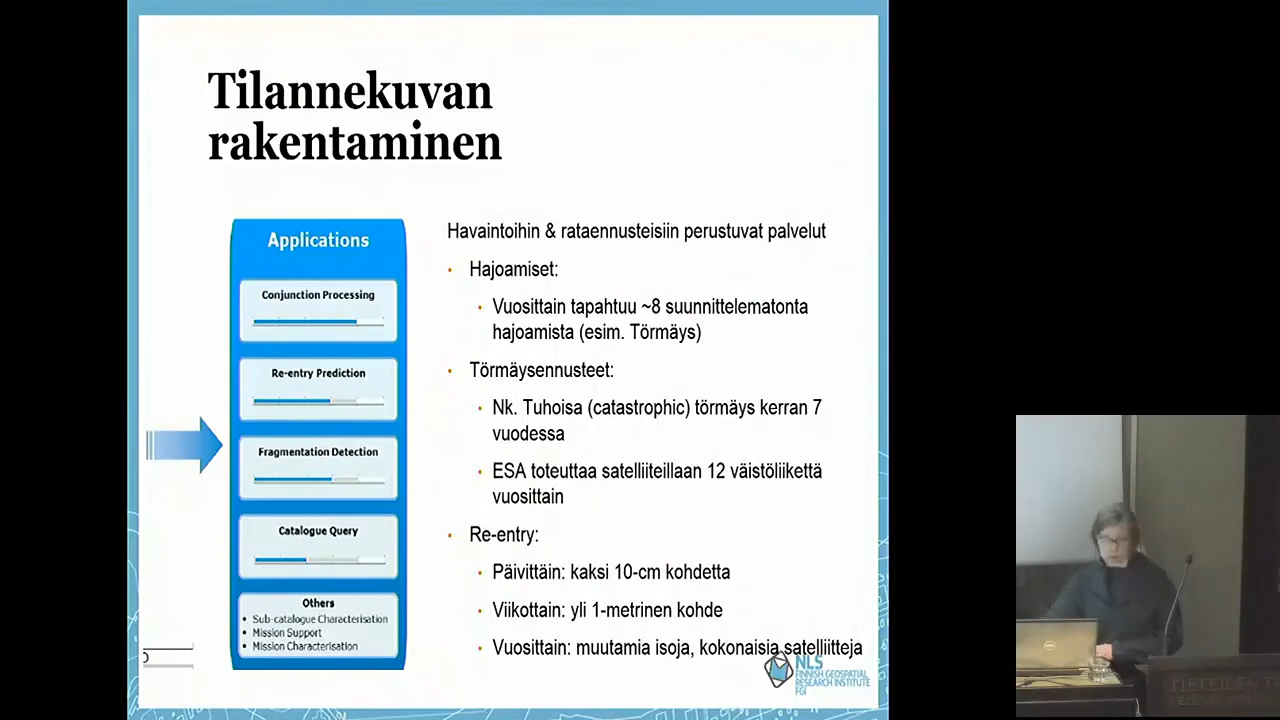 Tilannekuvan
rakentaminen
Applications
Conjunction Processing
Re-entry Prediction
Fragmentation Detection
Catalogue Query
Others
• Sub-catalogue Characterisation
• Mission Support
• Mission Characterisation
Havaintoihin & rataennusteisiin perustuvat palvelut
• Hajoamiset:
• Vuosittain tapahtuu ~8 suunnittelematonta
hajoamista (esim. Törmäys)
• Törmäysennusteet:
• Nk. Tuhoisa (catastrophic) törmäys kerran 7
vuodessa
• ESA toteuttaa satelliiteillaan 12 väistöliikettä
vuosittain
• Re-entry:
• Päivittäin: kaksi 10-cm kohdetta
• Viikottain: yli 1-metrinen kohde
• Vuosittain: muutamia isoja, kokonaisia satelliitteja
NLS
FINNISH GEOSPATIAL
RESEARCH INSTITUTE
FGI
DELL